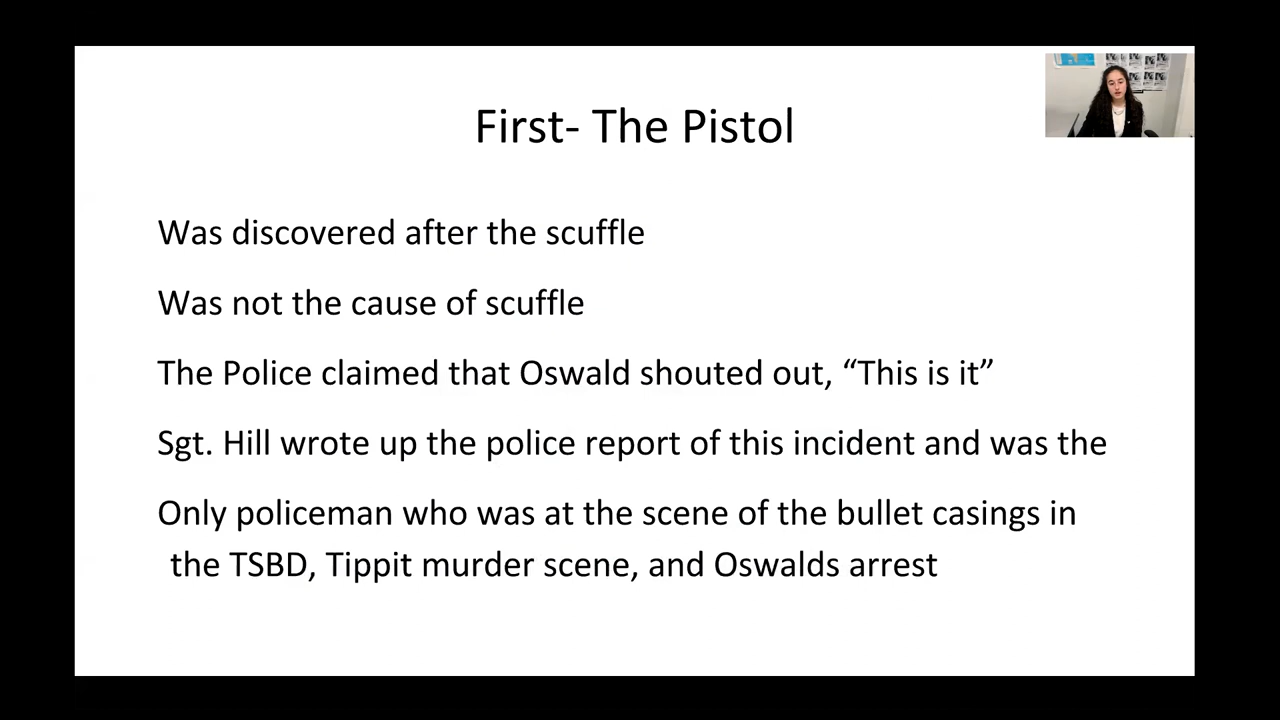 First- The Pistol
Was discovered after the scuffle
Was not the cause of scuffle
The Police claimed that Oswald shouted out, “This is it”
Sgt. Hill wrote up the police report of this incident and was the
Only policeman who was at the scene of the bullet casings in
the TSBD, Tippit murder scene, and Oswalds arrest